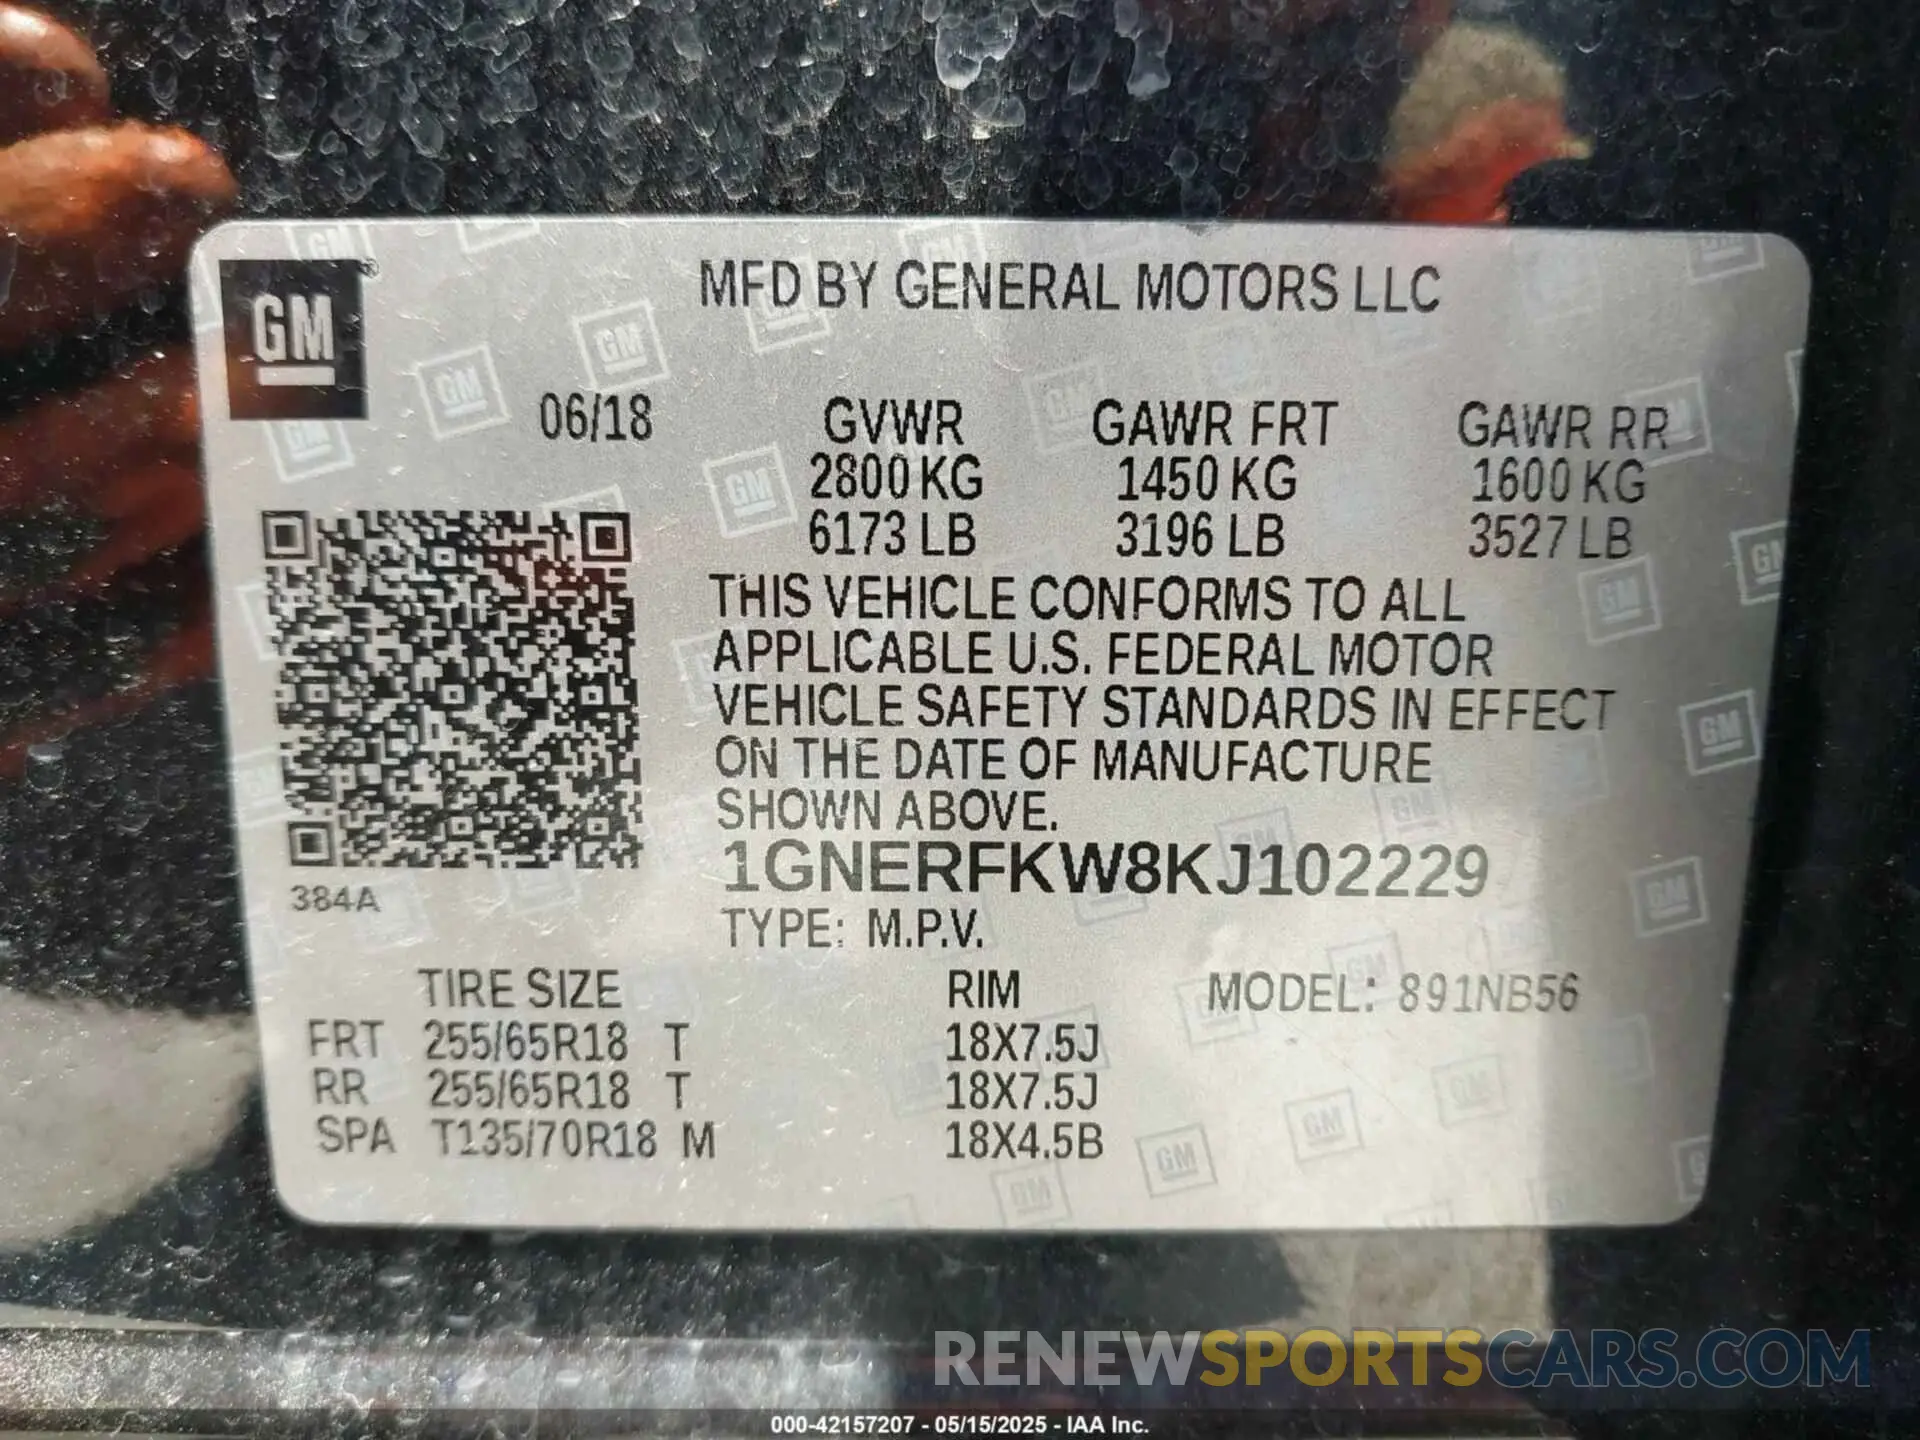 MFD BY GENERAL MOTORS LLC
GM
06/18 GVWR GAWR FRT GAWR RR
2800 KG 1450 KG 1600 KG
6173 LB 3196 LB 3527 LB
THIS VEHICLE CONFORMS TO ALL
APPLICABLE U.S. FEDERAL MOTOR
VEHICLE SAFETY STANDARDS IN EFFECT
ON THE DATE OF MANUFACTURE
SHOWN ABOVE.
1GNERFKW8KJ102229
384A
TYPE: M.P.V.
TIRE SIZE RIM MODEL: 891NB56
FRT 255/65R18 T 18X7.5J
RR 255/65R18 T 18X7.5J
SPA T135/70R18 M 18X4.5B
RENEWSPORTSCARS.COM
000-42157207 - 05/15/2025 - IAA Inc.